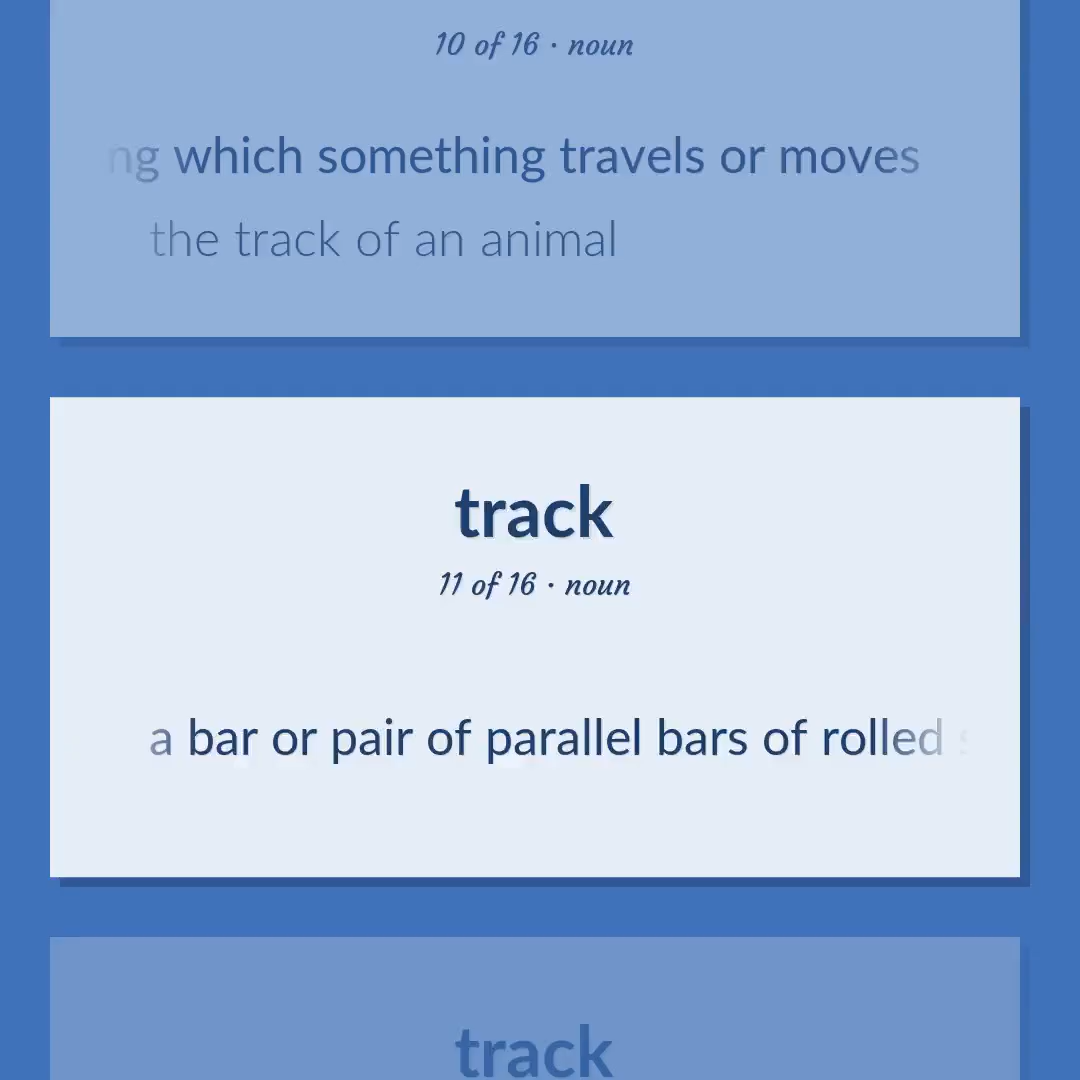 10 of 16 · noun
which something travels or moves
the track of an animal
track
11 of 16 · noun
a bar or pair of parallel bars of rolled
track